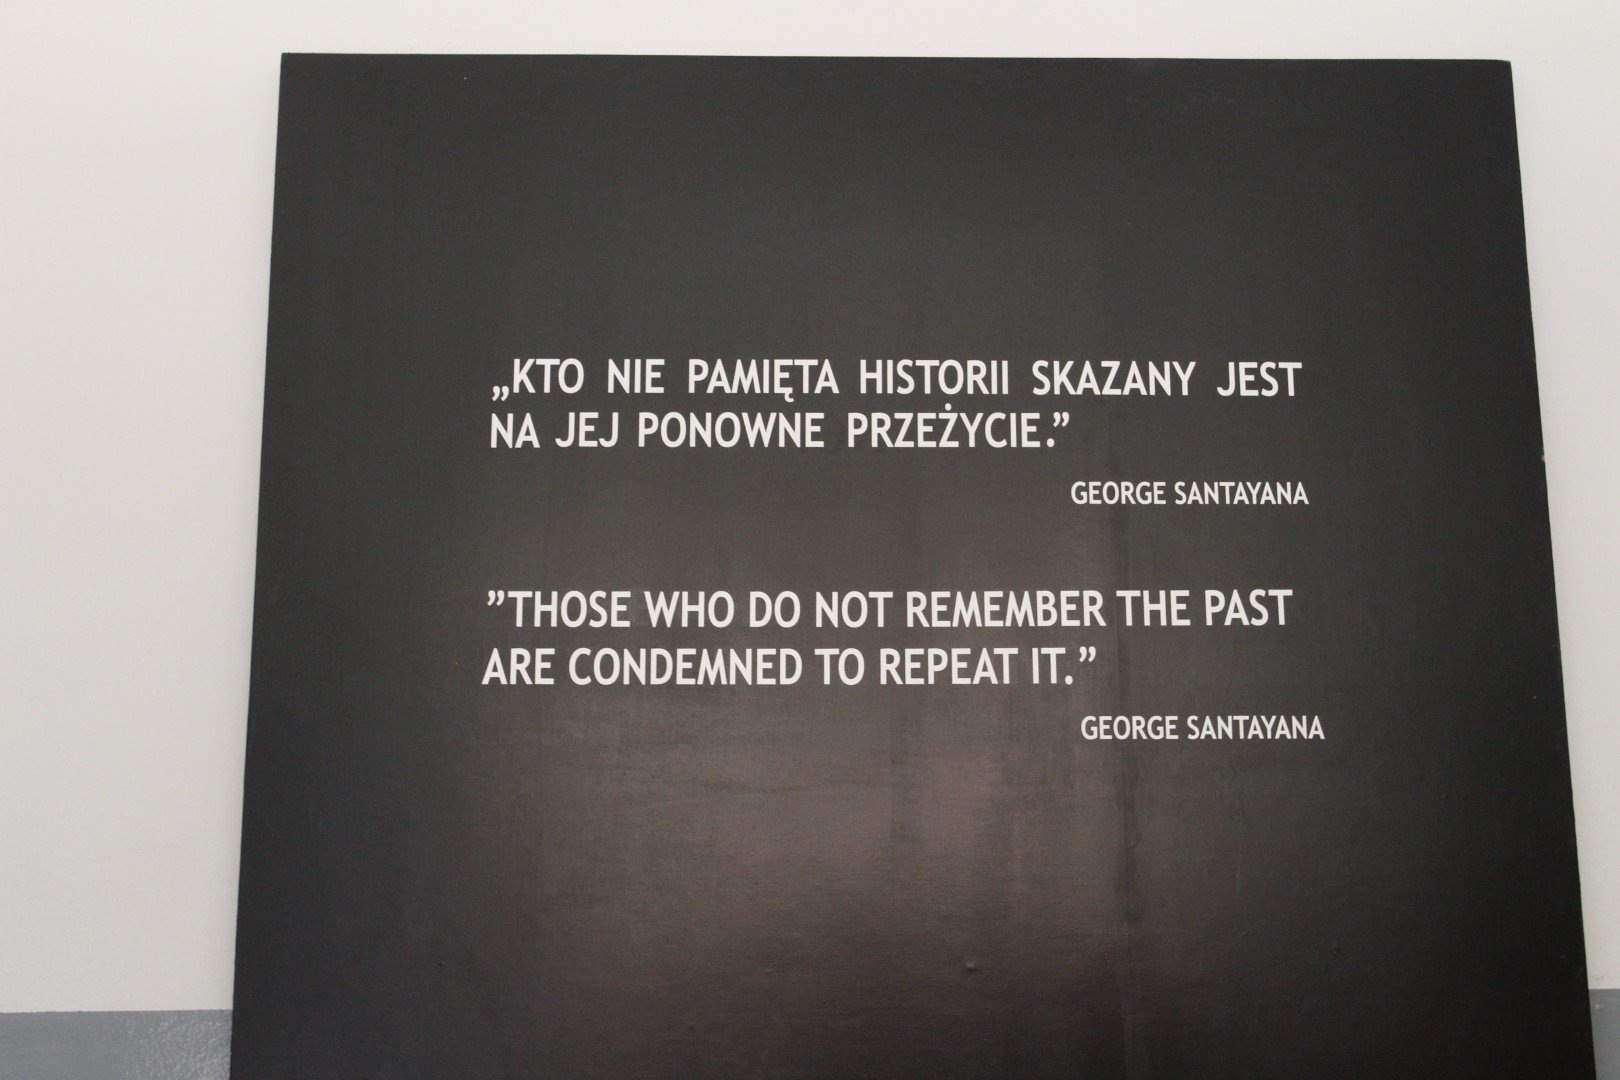 „KTO NIE PAMIĘTA HISTORII SKAZANY JEST
NA JEJ PONOWNE PRZEŻYCIE.”
GEORGE SANTAYANA
”THOSE WHO DO NOT REMEMBER THE PAST
ARE CONDEMNED TO REPEAT IT.”
GEORGE SANTAYANA